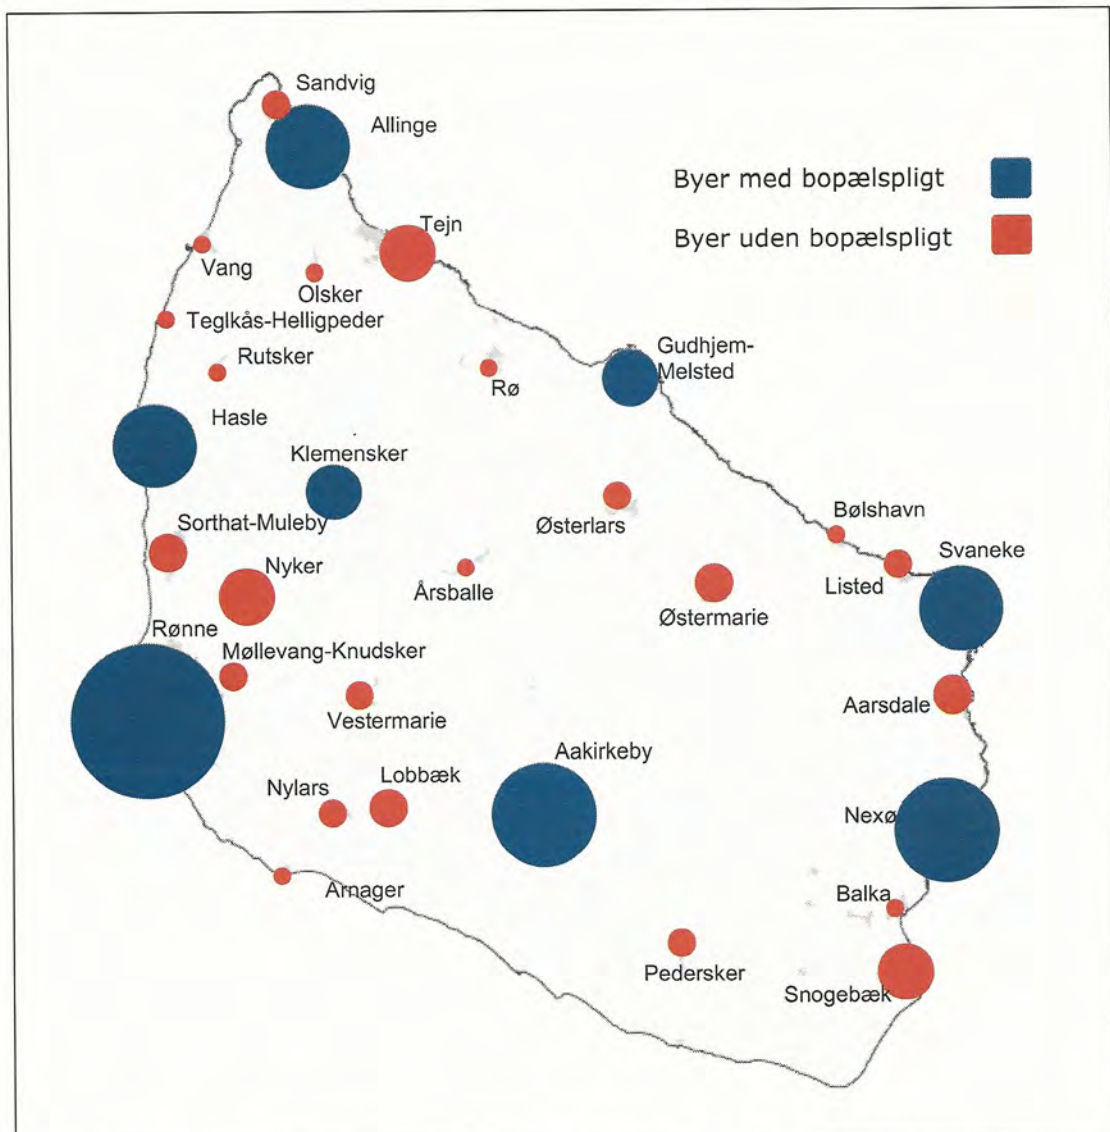 Sandvig
Allinge
Byer med bopælspligt
Byer uden bopælspligt
Tejn
Vang
Olsker
Teglkås-Helligpeder
Rutsker
Gudhjem-
Melsted
Rø
Hasle
Klemensker
Sorthat-Muleby
Østerlars
Bølshavn
Svaneke
Nyker
Årsballe
Listed
Østermarie
Rønne
Møllevang-Knudsker
Vestermarie
Aarsdale
Aakirkeby
Nylars
Lobbæk
Nexø
Arnager
Balka
Pedersker
Snogebæk